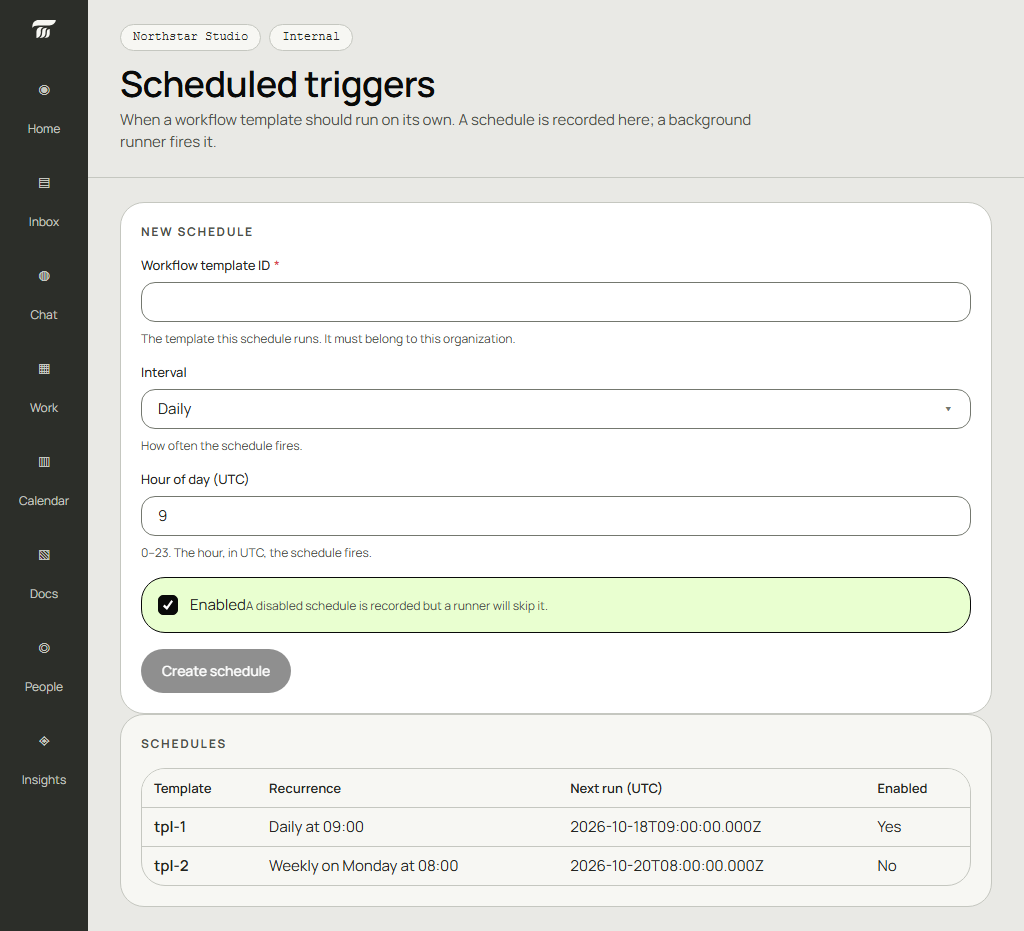 Northstar Studio Internal
Scheduled triggers
When a workflow template should run on its own. A schedule is recorded here; a background
runner fires it.
Home
Inbox
Chat
Work
Calendar
Docs
People
Insights
NEW SCHEDULE
Workflow template ID *
The template this schedule runs. It must belong to this organization.
Interval
Daily
How often the schedule fires.
Hour of day (UTC)
9
0–23. The hour, in UTC, the schedule fires.
EnabledA disabled schedule is recorded but a runner will skip it.
Create schedule
SCHEDULES
Template Recurrence Next run (UTC) Enabled
tpl-1 Daily at 09:00 2026-10-18T09:00:00.000Z Yes
tpl-2 Weekly on Monday at 08:00 2026-10-20T08:00:00.000Z No